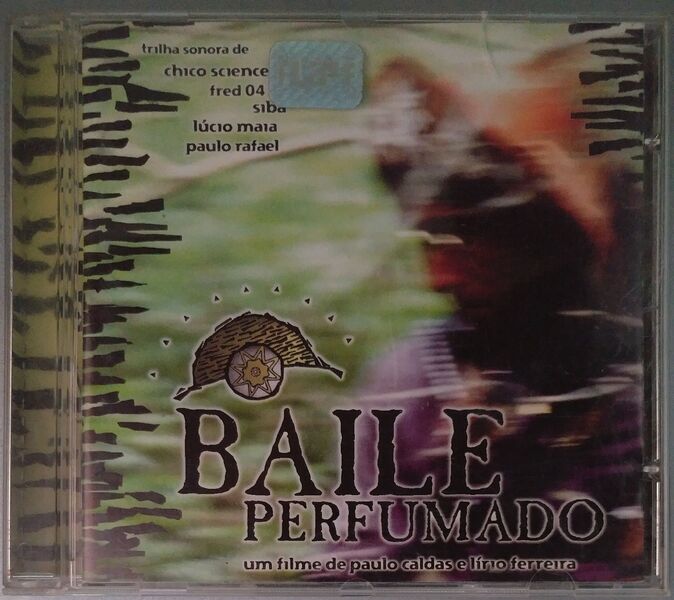 trilha sonora de
chico science
fred 04
siba
lúcio maia
paulo rafael
BAILE
PERFUMADO
um filme de paulo caldas e lírio ferreira